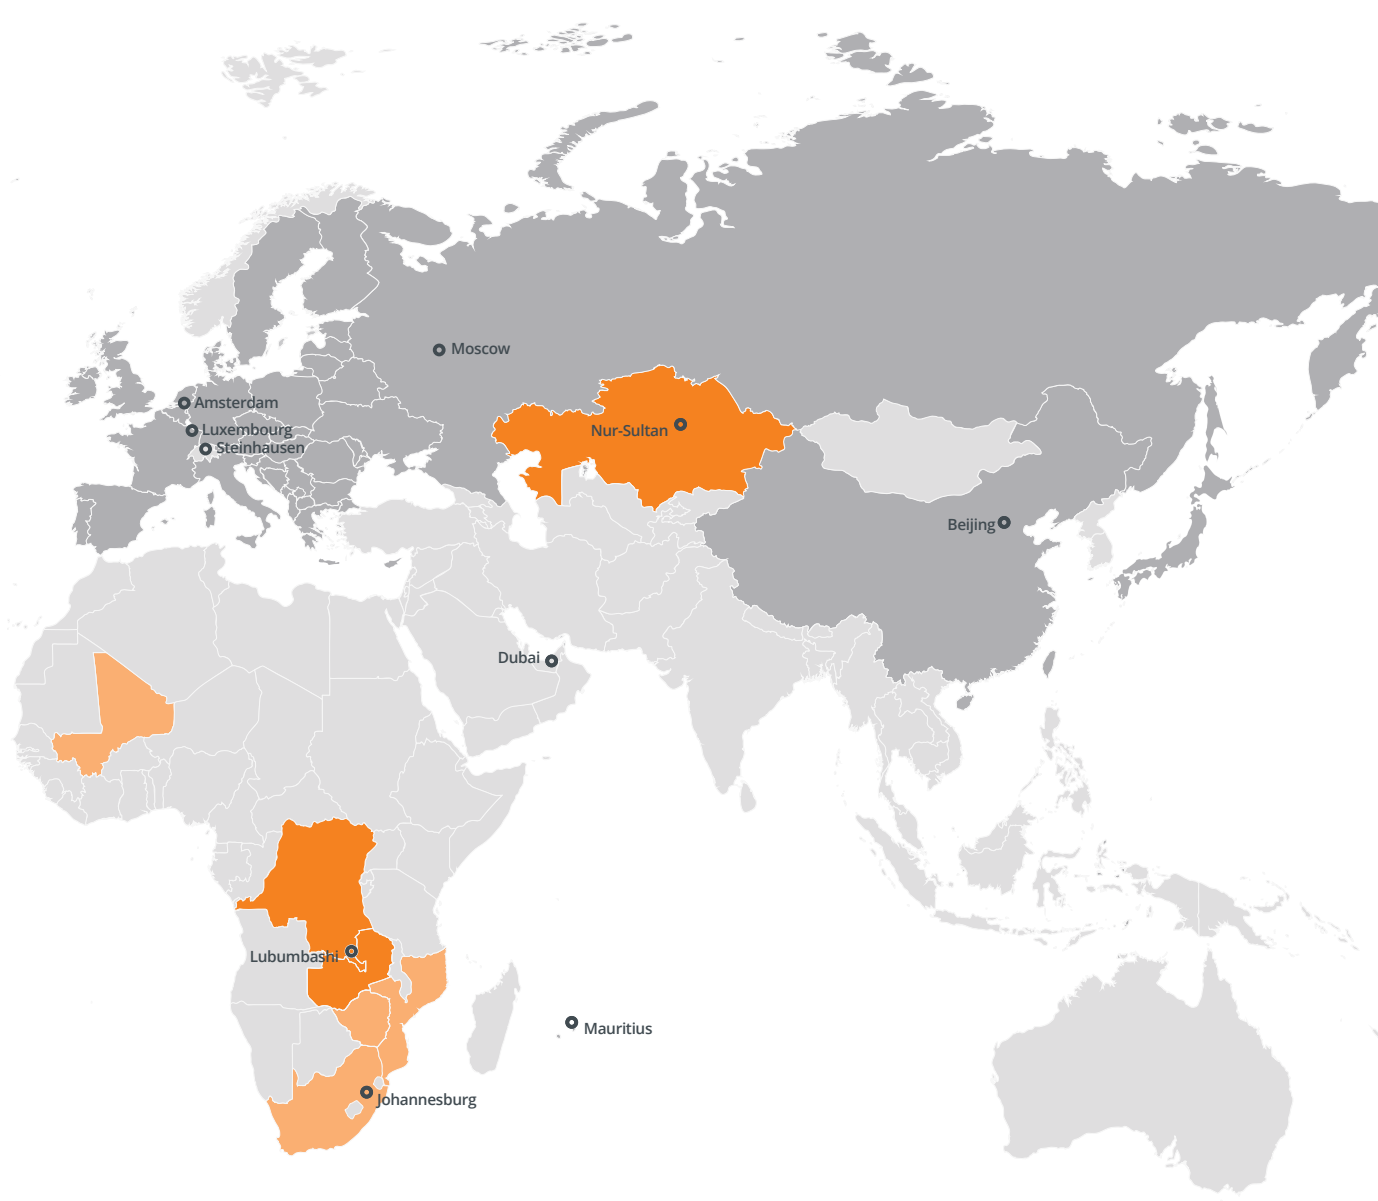 Moscow
Amsterdam
Luxembourg
Nur-Sultan
Steinhausen
Beijing
Dubai
Lubumbashi
Mauritius
Johannesburg